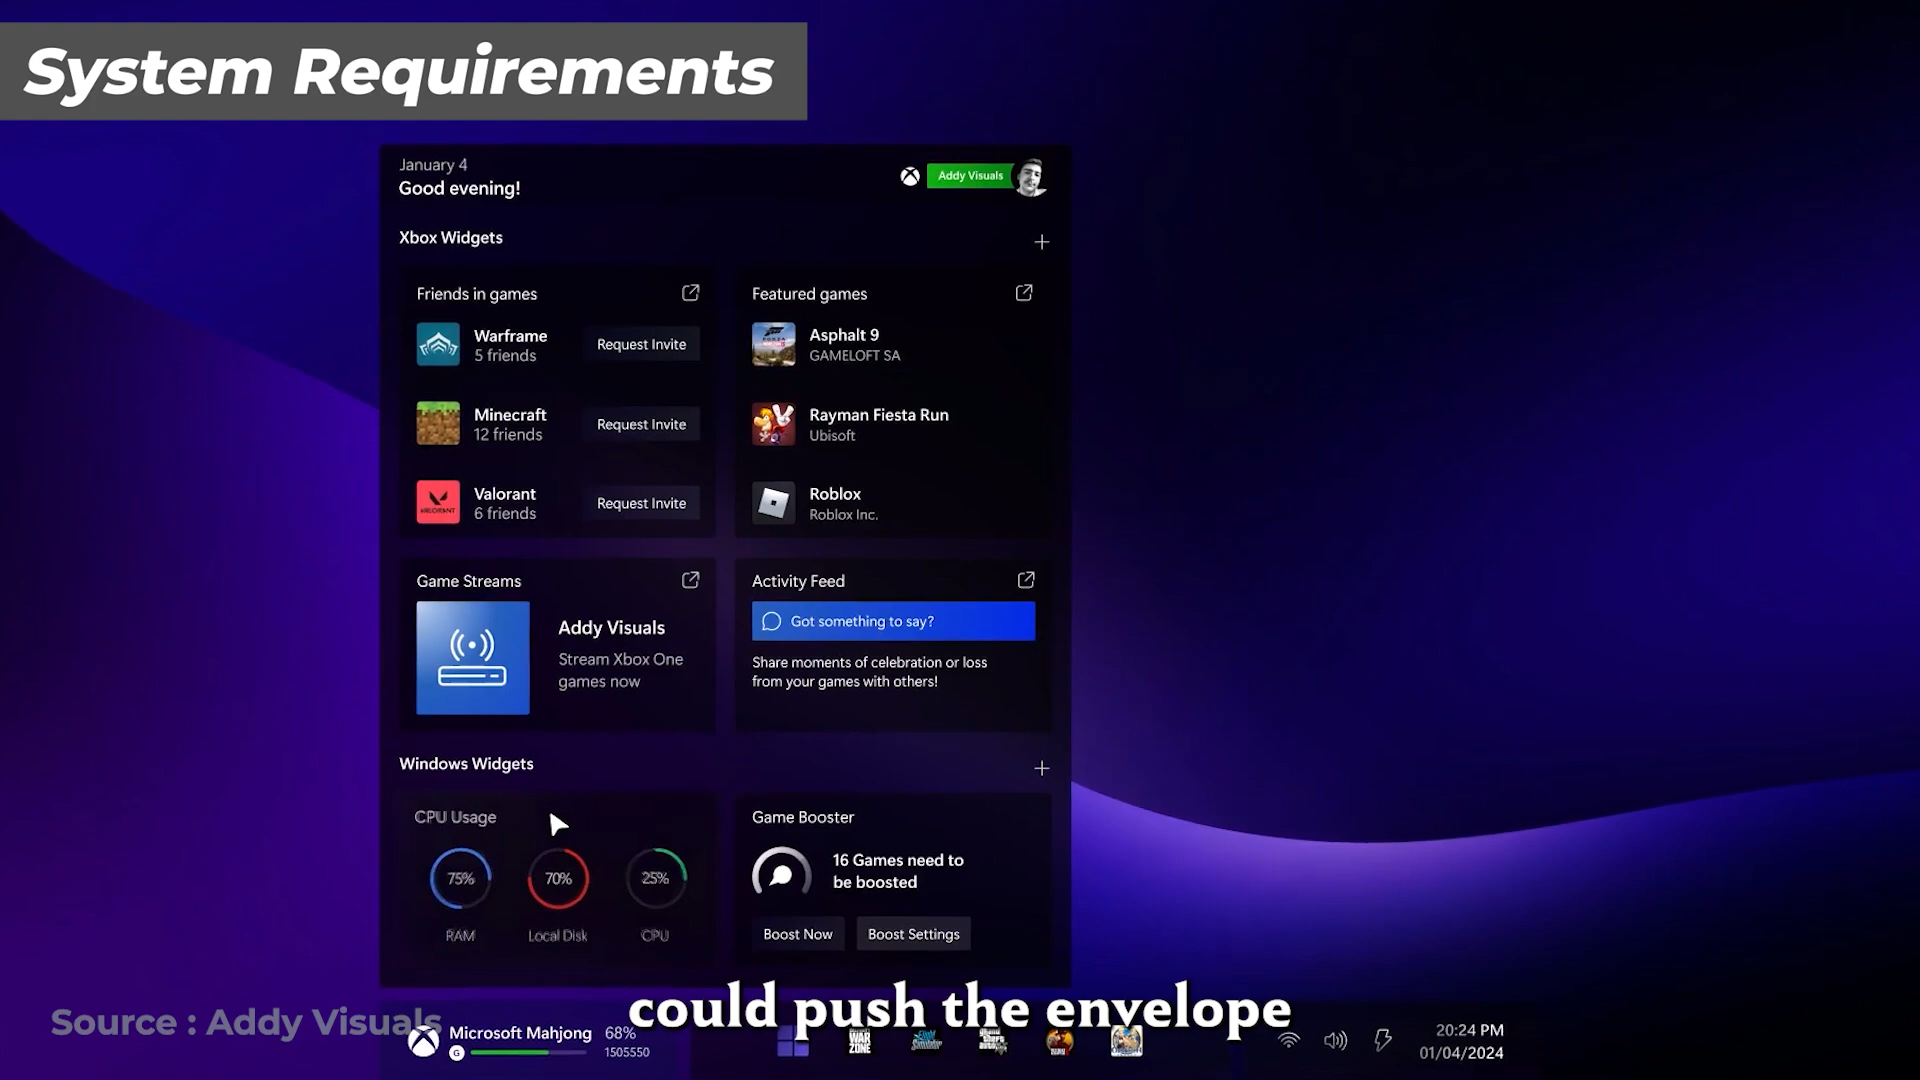 System Requirements
January 4
Good evening!
Addy Visuals
Xbox Widgets
Friends in games
Warframe
5 friends
Request Invite
Minecraft
12 friends
Request Invite
VALORANT
Valorant
6 friends
Request Invite
Featured games
Asphalt 9
GAMELOFT SA
Rayman Fiesta Run
Ubisoft
Roblox
Roblox Inc.
Game Streams
Addy Visuals
Stream Xbox One
games now
Activity Feed
Got something to say?
Share moments of celebration or loss
from your games with others!
Windows Widgets
CPU Usage
75%
70%
25%
RAM
Local Disk
CPU
Game Booster
16 Games need to
be boosted
Boost Now
Boost Settings
could push the envelope
Source : Addy Visuals
Microsoft Mahjong
68%
G
1505550
WAR
ZONE
20:24 PM
01/04/2024